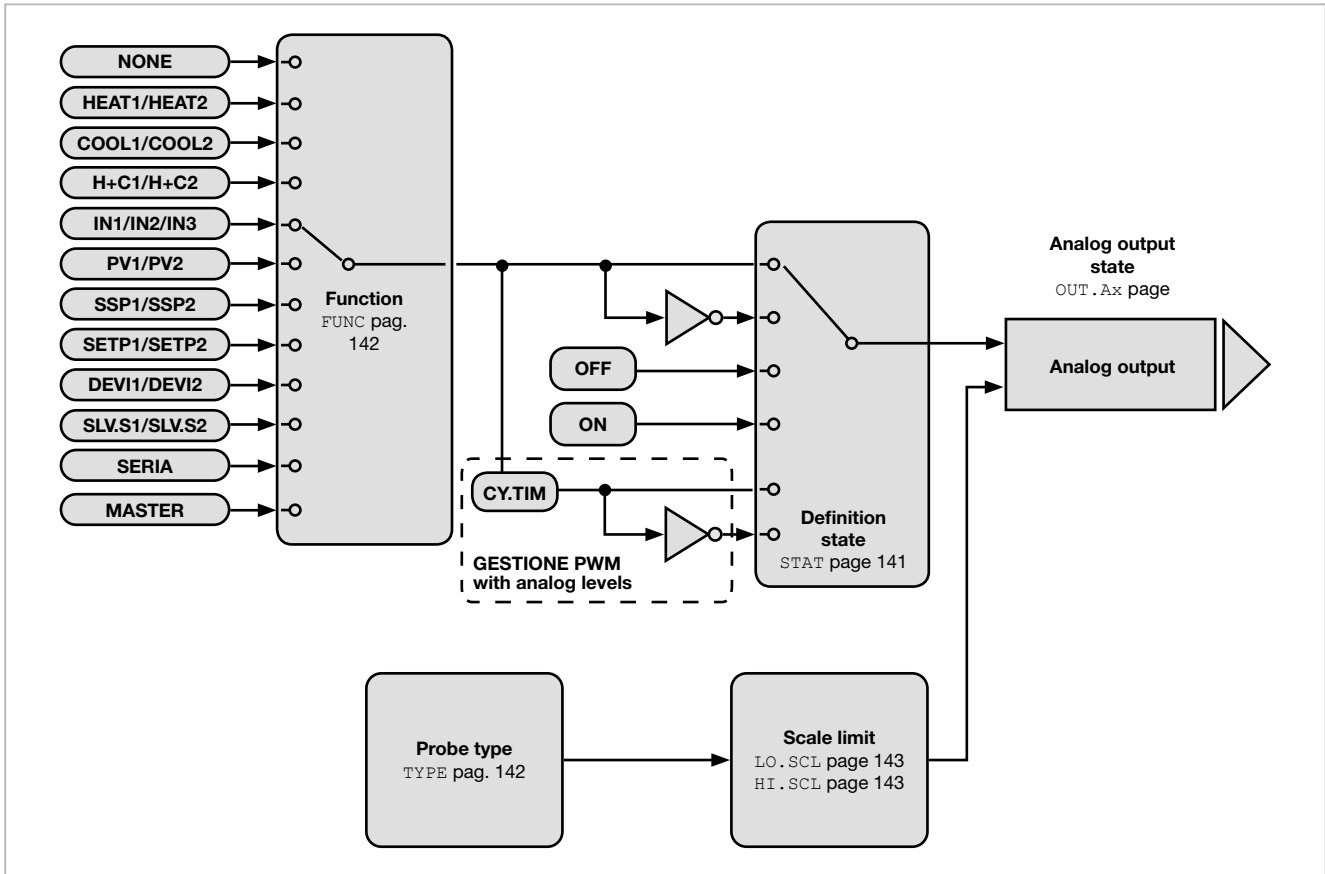 NONE
HEAT1/HEAT2
COOL1/COOL2
H+C1/H+C2
IN1/IN2/IN3
PV1/PV2
SSP1/SSP2
SETP1/SETP2
DEVI1/DEVI2
SLV.S1/SLV.S2
SERIA
MASTER
Function
FUNC pag.
142
OFF
ON
CY.TIM
GESTIONE PWM
with analog levels
Definition
state
STAT page 141
Analog output
state
OUT.Ax page
Analog output
Probe type
TYPE pag. 142
Scale limit
LO.SCL page 143
HI.SCL page 143